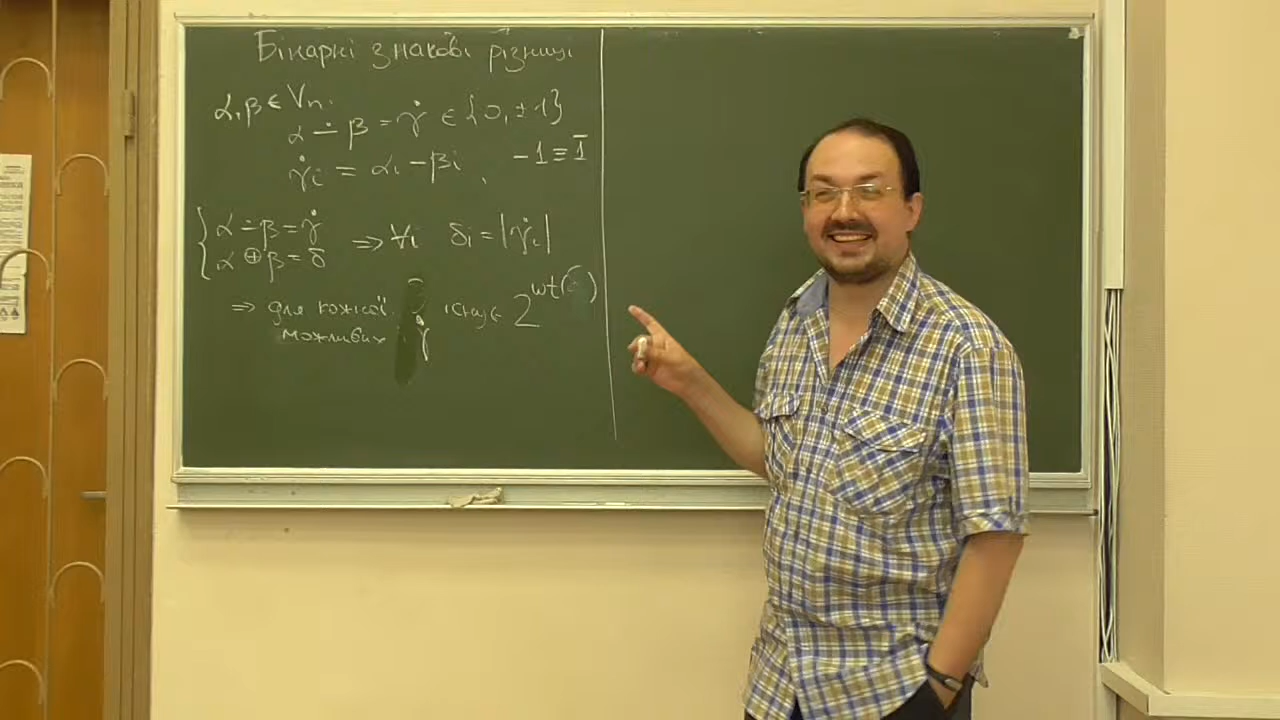 Бінарні знакові різниці
α, β ∈ Vn.
α ∸ β = γ̇ ∈ {0, ±1}
γ̇i = αi − βi, −1 ≡ 1̄
{ α ∸ β = γ̇
α ⊕ β = δ ⇒ ∀i δi = |γ̇i|
⇒ для кожної існує 2^wt(
можливих γ̇